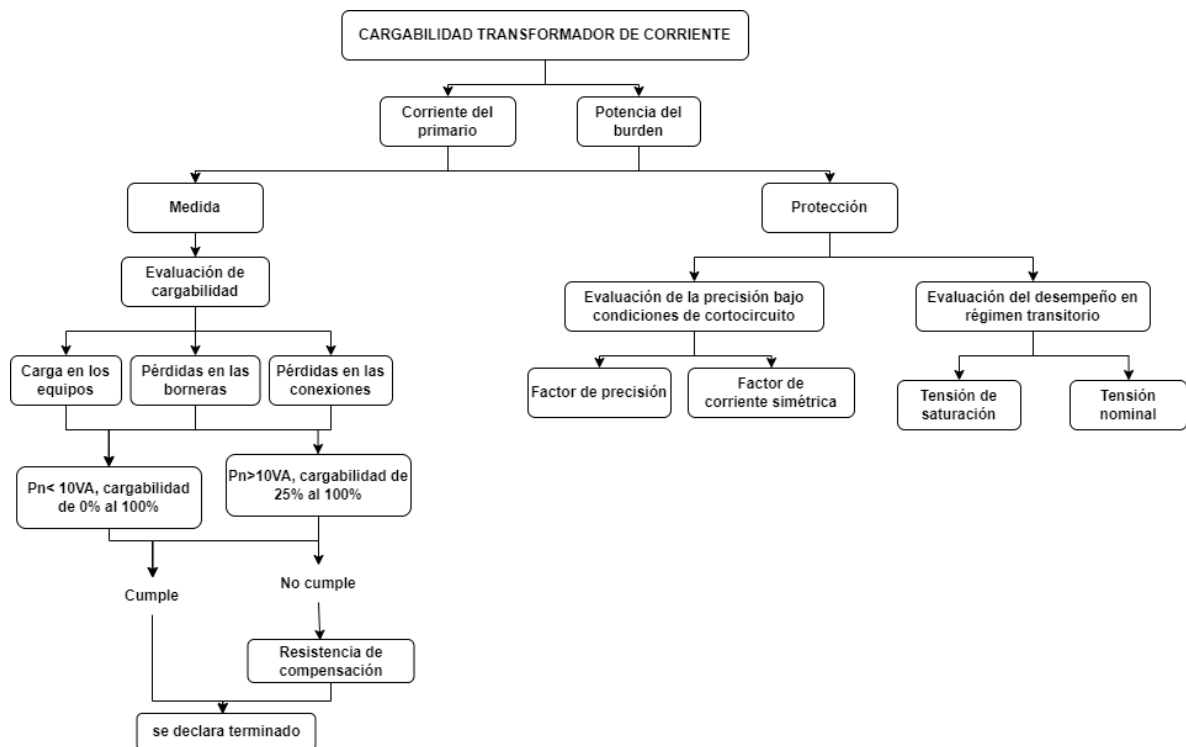 CARGABILIDAD TRANSFORMADOR DE CORRIENTE
Corriente del
primario
Potencia del
burden
Medida
Protección
Evaluación de
cargabilidad
Evaluación de la precisión bajo
condiciones de cortocircuito
Evaluación del desempeño en
régimen transitorio
Carga en los
equipos
Pérdidas en las
borneras
Pérdidas en las
conexiones
Factor de precisión
Factor de
corriente simétrica
Tensión de
saturación
Tensión
nominal
Pn< 10VA, cargabilidad
de 0% al 100%
Pn>10VA, cargabilidad de
25% al 100%
Cumple
No cumple
Resistencia de
compensación
se declara terminado